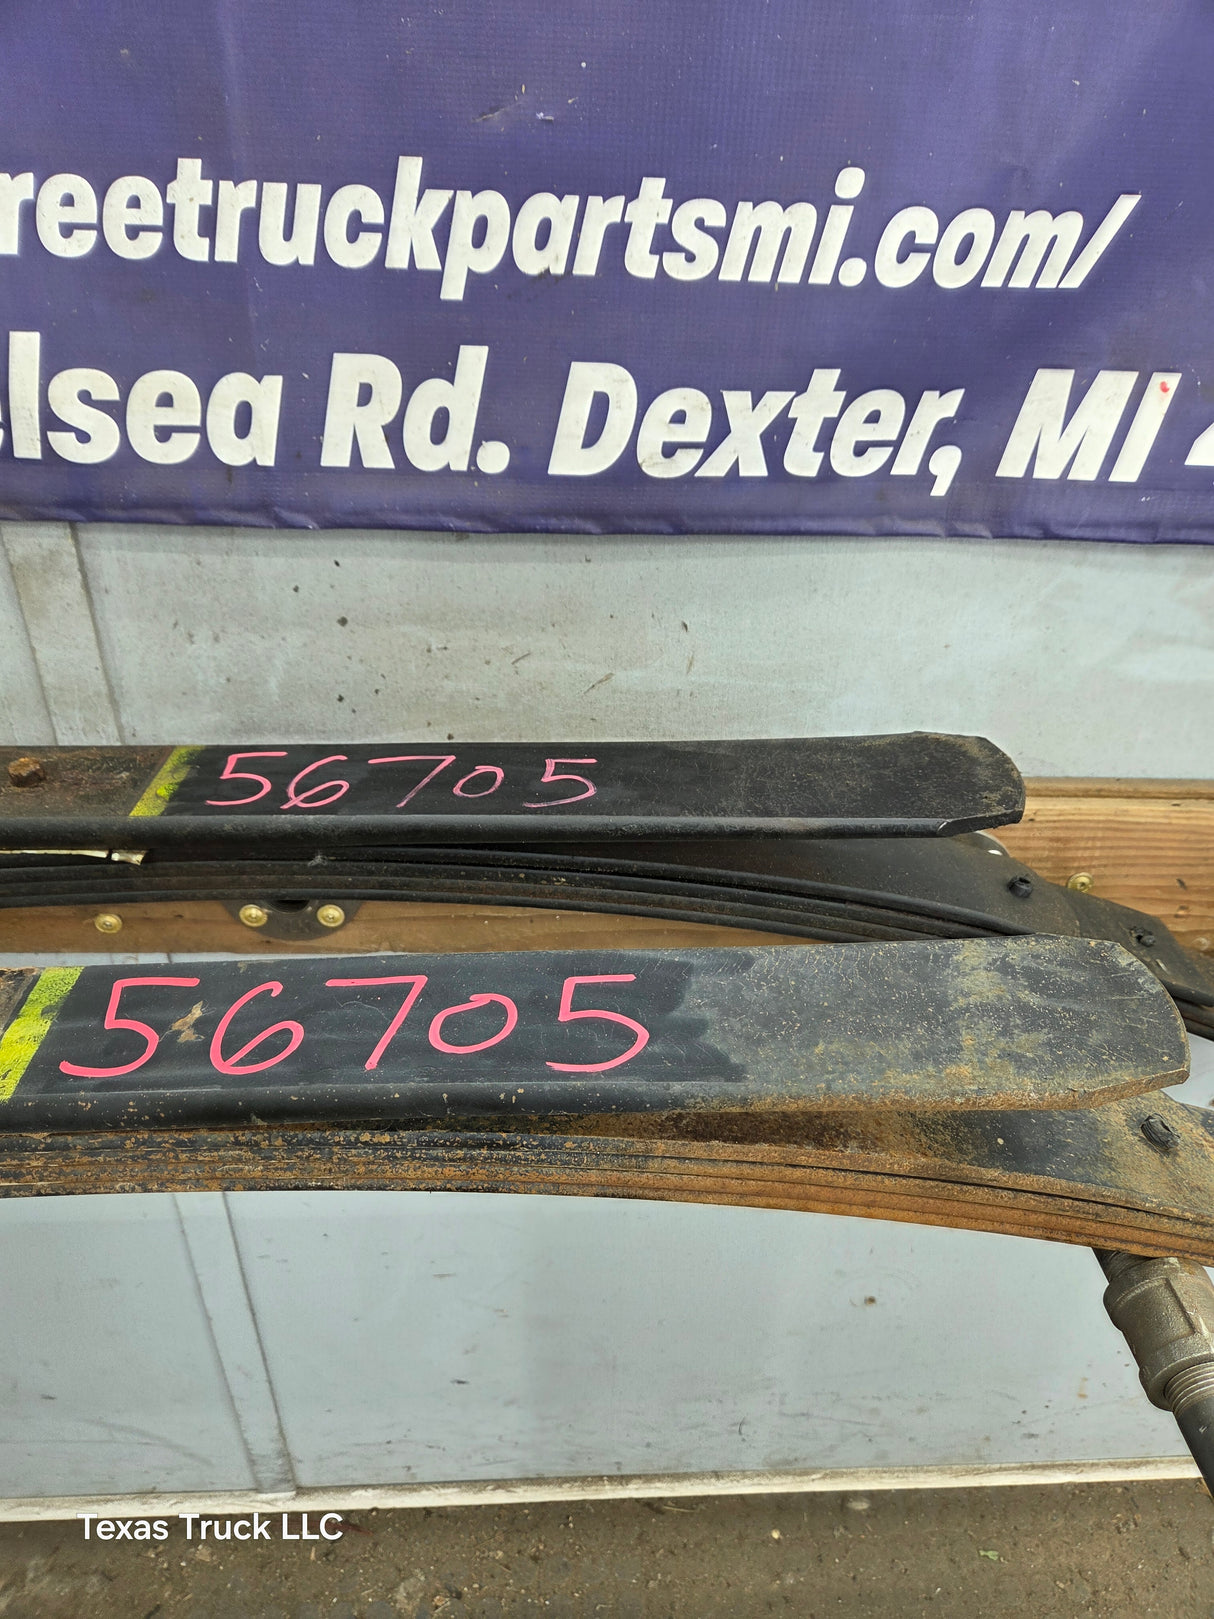 reetruckpartsmi.com/
elsea Rd. Dexter, MI
56705
56705
Texas Truck LLC